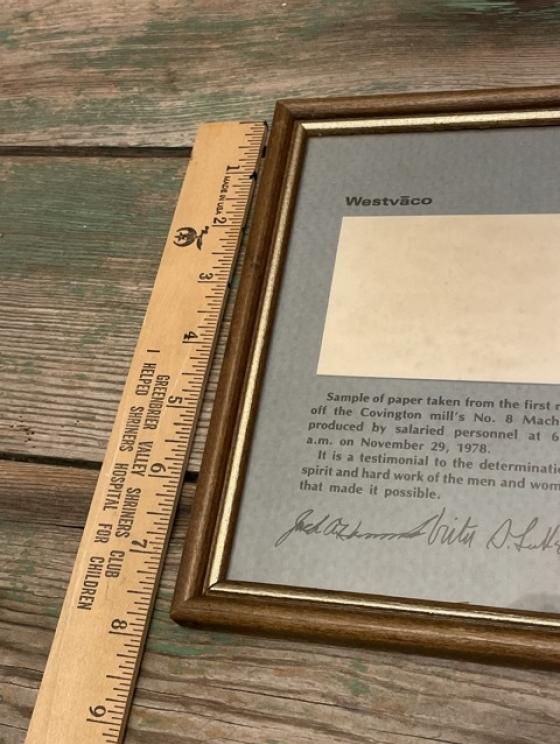 1
MADE IN USA
2
3
4
5
6
7
8
9
GREENBRIER VALLEY SHRINERS CLUB
I HELPED SHRINERS HOSPITAL FOR CHILDREN
Westvāco
Sample of paper taken from the first
off the Covington mill's No. 8 Mach
produced by salaried personnel at 6
a.m. on November 29, 1978.
It is a testimonial to the determinatio
spirit and hard work of the men and wom
that made it possible.